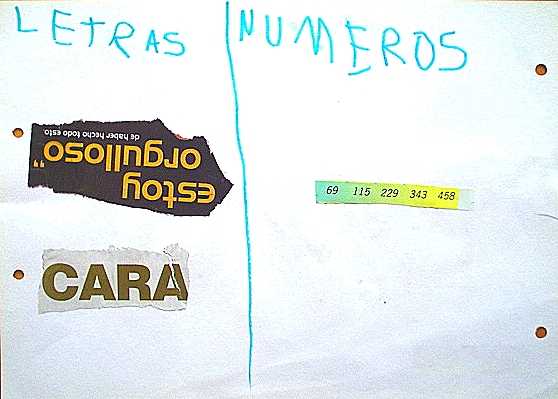 LETRAS
NUMEROS
estoy
orgulloso"
de haber hecho todo esto.
CARA
69 115 229 343 458